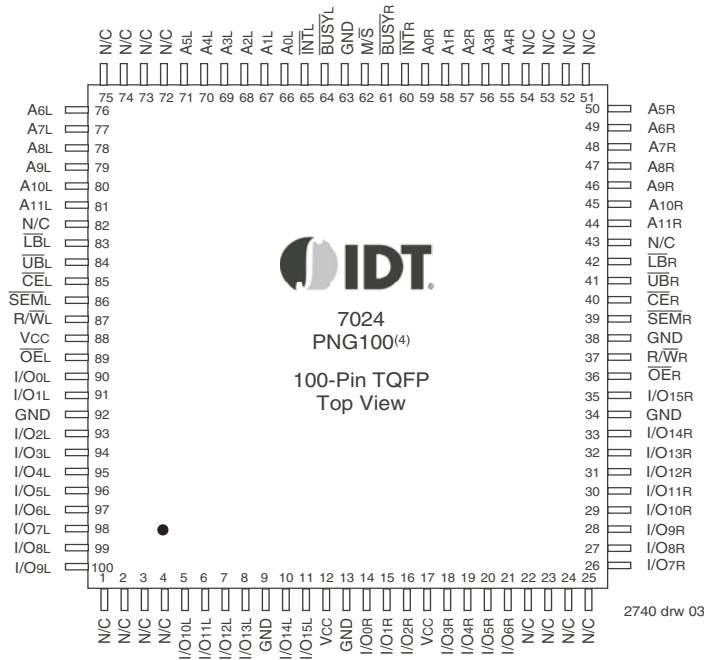 N/C N/C N/C N/C A5L A4L A3L A2L A1L A0L INTL BUSYL GND M/S BUSYR INTR A0R A1R A2R A3R A4R N/C N/C N/C N/C
75 74 73 72 71 70 69 68 67 66 65 64 63 62 61 60 59 58 57 56 55 54 53 52 51
A6L 76
A7L 77
A8L 78
A9L 79
A10L 80
A11L 81
N/C 82
LBL 83
UBL 84
CEL 85
SEML 86
R/WL 87
VCC 88
OEL 89
I/O0L 90
I/O1L 91
GND 92
I/O2L 93
I/O3L 94
I/O4L 95
I/O5L 96
I/O6L 97
I/O7L 98
I/O8L 99
I/O9L 100
IDT.
7024
PNG100(4)
100-Pin TQFP
Top View
50 A5R
49 A6R
48 A7R
47 A8R
46 A9R
45 A10R
44 A11R
43 N/C
42 LBR
41 UBR
40 CER
39 SEMR
38 GND
37 R/WR
36 OER
35 I/O15R
34 GND
33 I/O14R
32 I/O13R
31 I/O12R
30 I/O11R
29 I/O10R
28 I/O9R
27 I/O8R
26 I/O7R
1 2 3 4 5 6 7 8 9 10 11 12 13 14 15 16 17 18 19 20 21 22 23 24 25
N/C N/C N/C N/C I/O10L I/O11L I/O12L I/O13L GND I/O14L I/O15L VCC GND I/O0R I/O1R I/O2R VCC I/O3R I/O4R I/O5R I/O6R N/C N/C N/C N/C
2740 drw 03